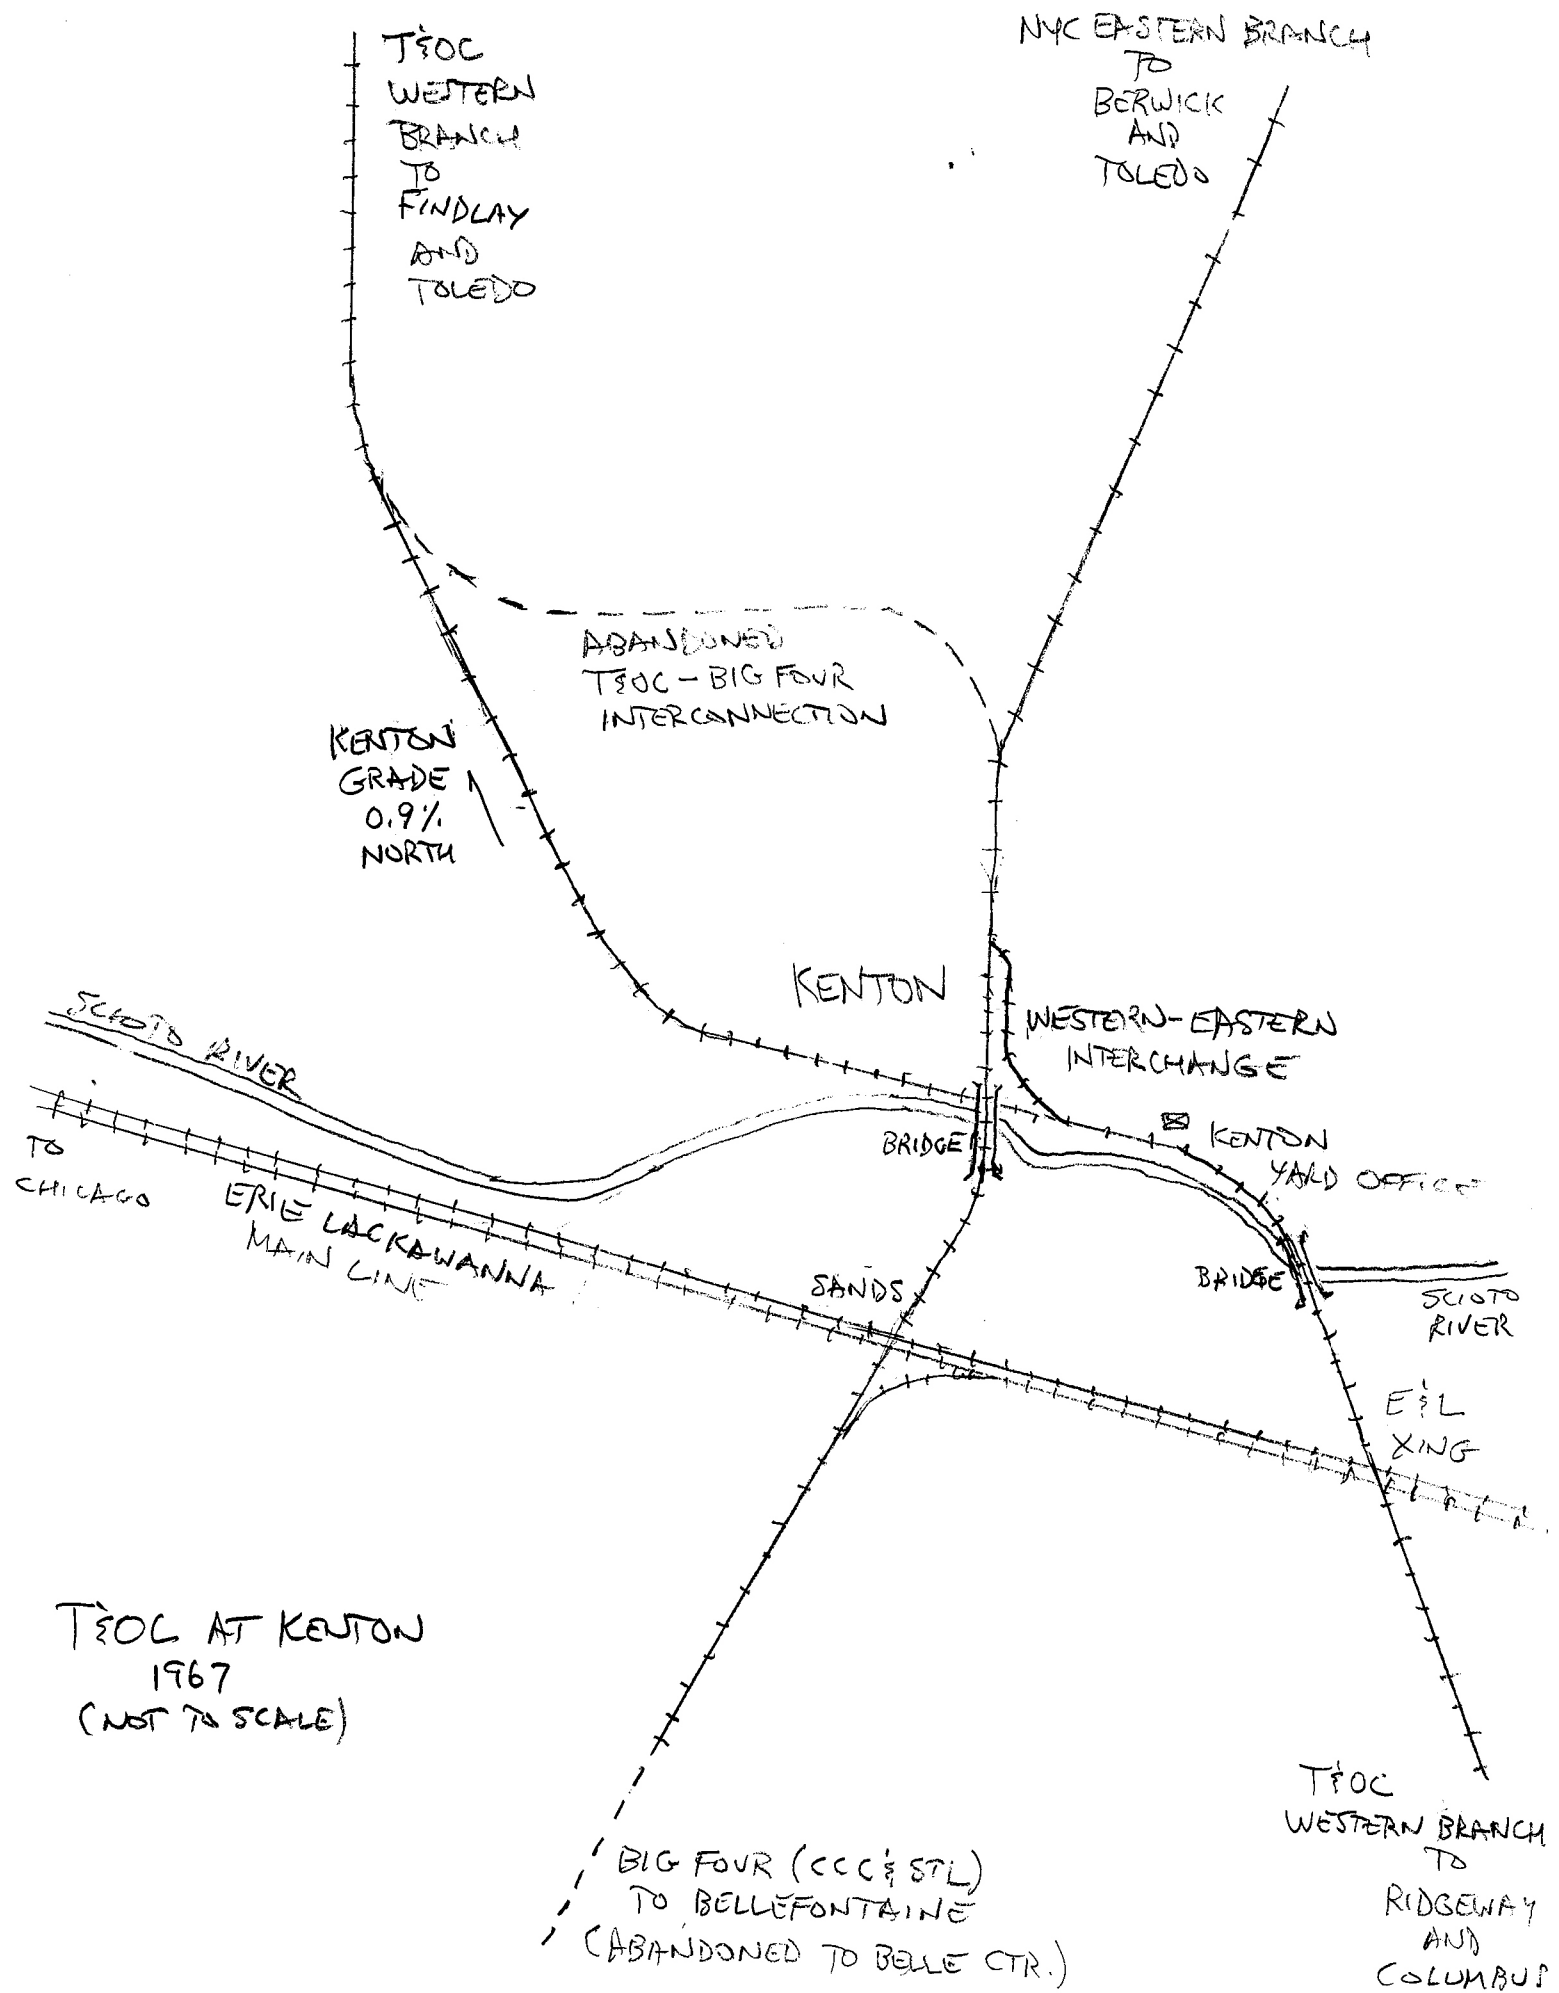 T&OC
WESTERN
BRANCH
TO
FINDLAY
AND
TOLEDO
NYC EASTERN BRANCH
TO
BERWICK
AND
TOLEDO
ABANDONED
T&OC-BIG FOUR
INTERCONNECTION
KENTON
GRADE
0.9%
NORTH
KENTON
WESTERN-EASTERN
INTERCHANGE
SCIOTO RIVER
BRIDGE
KENTON
YARD OFFICE
TO
CHICAGO
ERIE LACKAWANNA
MAIN LINE
SANDS
BRIDGE
SCIOTO
RIVER
E&L
XING
T&OC AT KENTON
1967
(NOT TO SCALE)
BIG FOUR (CCC&STL)
TO BELLEFONTAINE
(ABANDONED TO BELLE CTR.)
T&OC
WESTERN BRANCH
TO
RIDGEWAY
AND
COLUMBUS